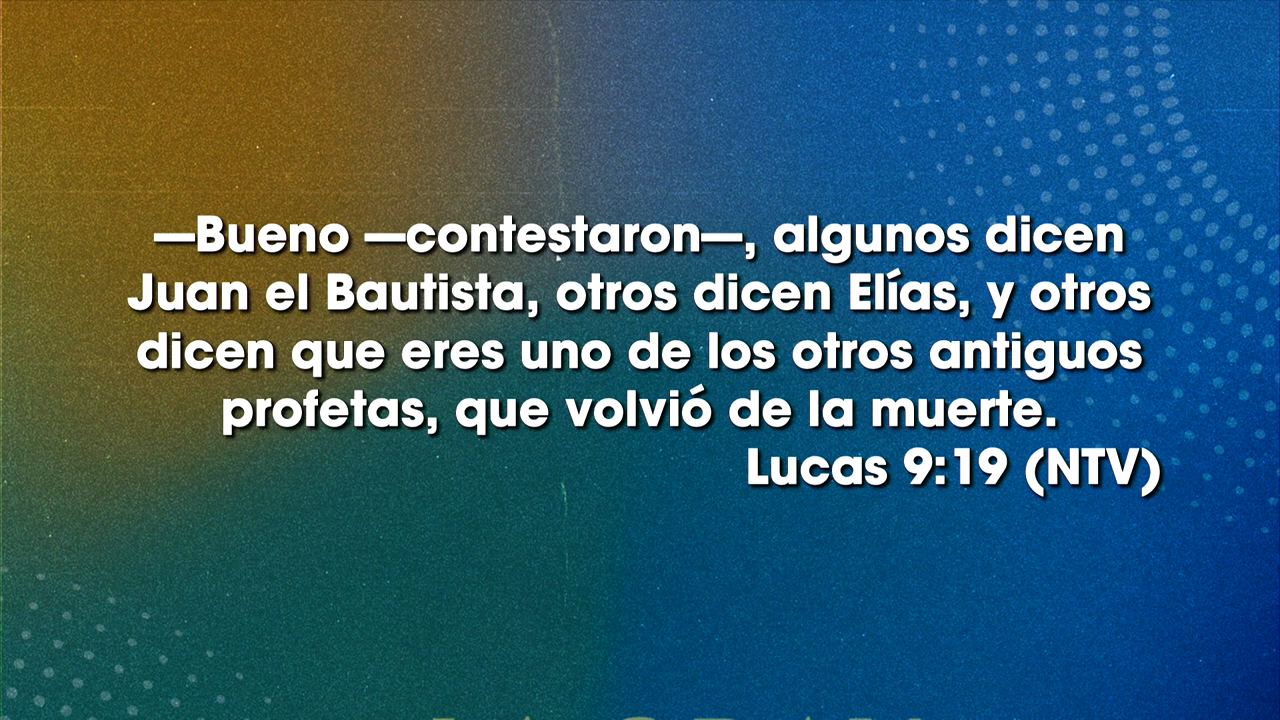 —Bueno —contestaron—, algunos dicen
Juan el Bautista, otros dicen Elías, y otros
dicen que eres uno de los otros antiguos
profetas, que volvió de la muerte.
Lucas 9:19 (NTV)